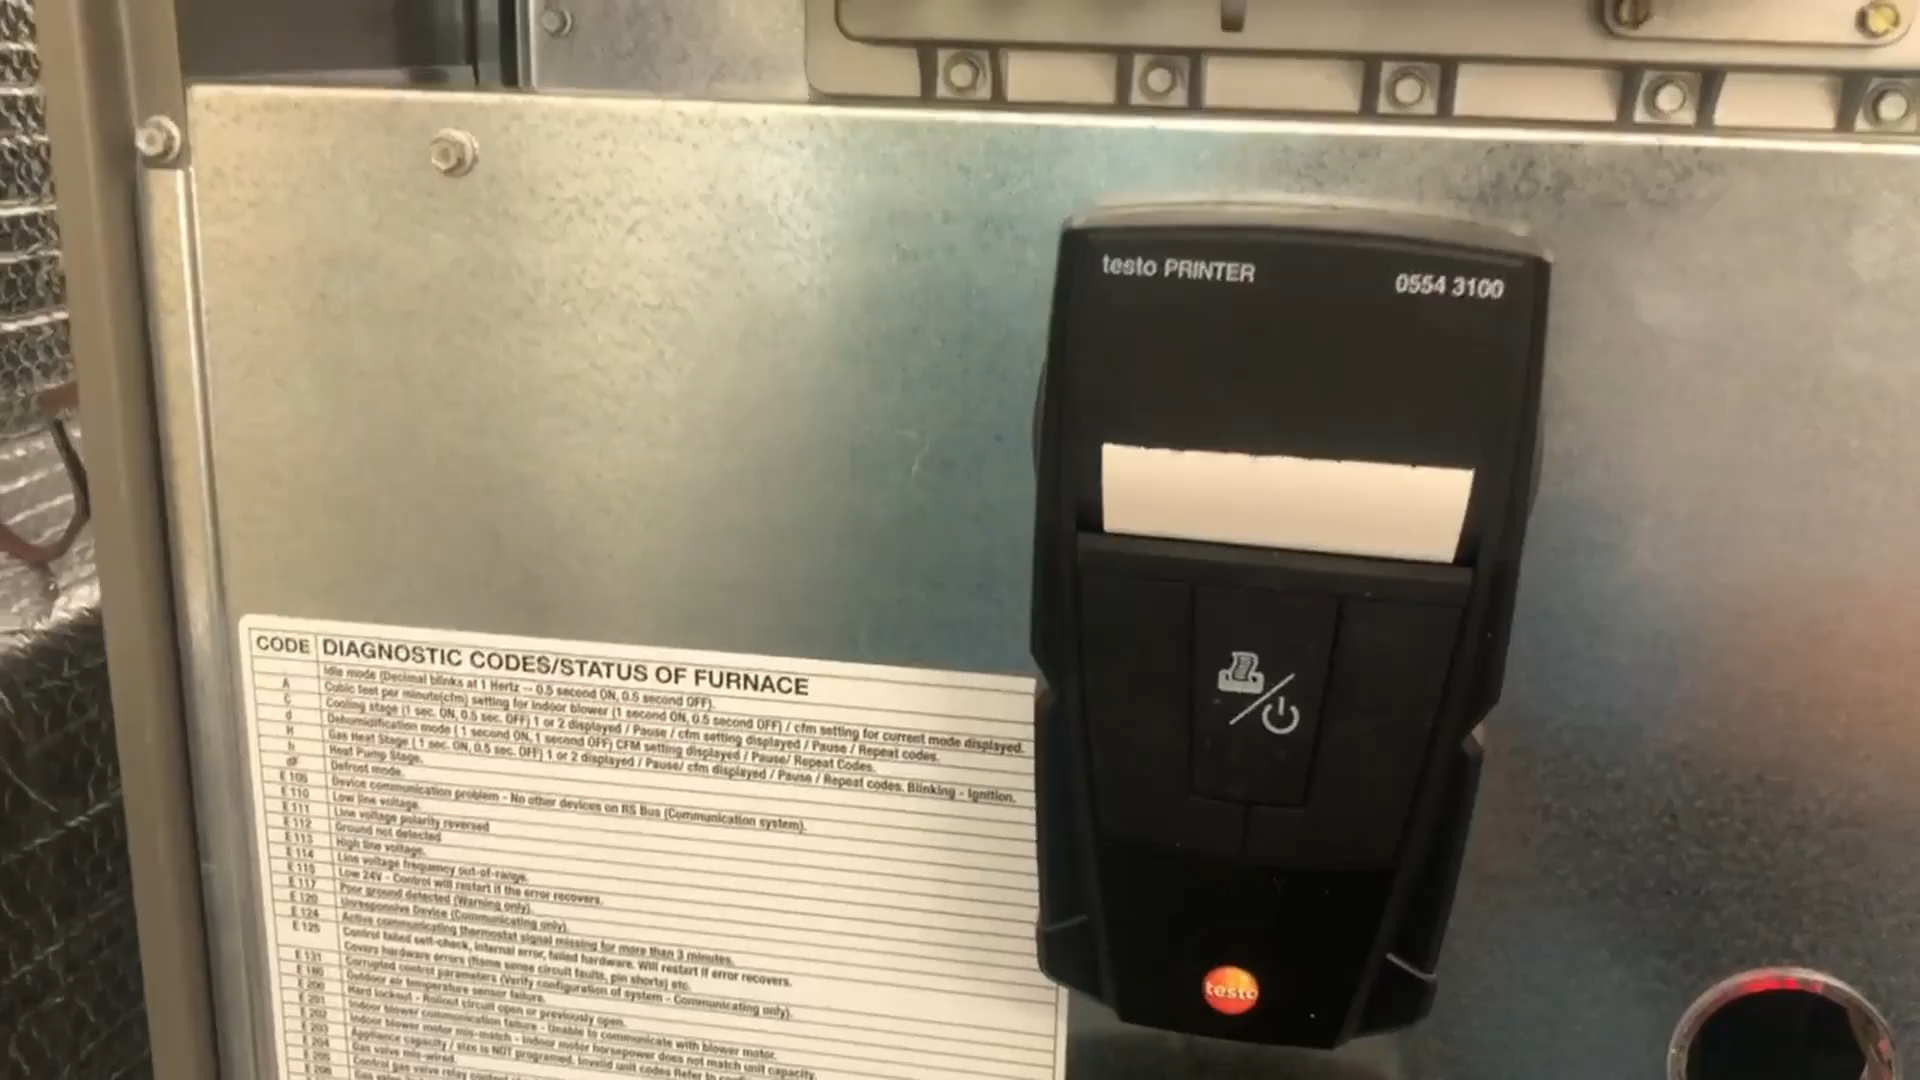 testo PRINTER 0554 3100
CODE DIAGNOSTIC CODES/STATUS OF FURNACE
Idle mode (Decimal blinks at 1 Hertz -- 0.5 second ON, 0.5 second OFF).
A Cubic feet per minute(cfm) setting for indoor blower (1 second ON, 0.5 second OFF) / cfm setting for current mode displayed.
C Cooling stage (1 sec. ON, 0.5 sec. OFF) 1 or 2 displayed / Pause / cfm setting displayed / Pause / Repeat codes.
d Dehumidification mode ( 1 second ON, 1 second OFF) CFM setting displayed / Pause/ Repeat Codes.
H Gas Heat Stage ( 1 sec. ON, 0.5 sec. OFF) 1 or 2 displayed / Pause/ cfm displayed / Pause / Repeat codes. Blinking - Ignition.
h Heat Pump Stage.
dF Defrost mode.
E 105 Device communication problem - No other devices on RS Bus (Communication system).
E 110 Low line voltage.
E 111 Line voltage polarity reversed
E 112 Ground not detected
E 113 High line voltage.
E 114 Line voltage frequency out-of-range.
E 115 Low 24V - Control will restart if the error recovers.
E 117 Poor ground detected (Warning only).
E 120 Unresponsive Device (Communicating only).
E 124 Active communicating thermostat signal missing for more than 3 minutes.
E 125 Control failed self-check, internal error, failed hardware. Will restart if error recovers.
Covers hardware errors (flame sense circuit faults, pin shorts) etc.
E 131 Corrupted control parameters (Verify configuration of system - Communicating only).
E 180 Outdoor air temperature sensor failure.
E 200 Hard lockout - Rollout circuit open or previously open.
E 201 Indoor blower communication failure - Unable to communicate with blower motor.
E 202 Indoor blower motor mis-match - Indoor motor horsepower does not match unit capacity.
E 203 Appliance capacity / size is NOT programed. Invalid unit codes Refer to
E 204 Gas valve mis-wired.
E 205 Control gas valve relay
E 206 Gas valve
testo